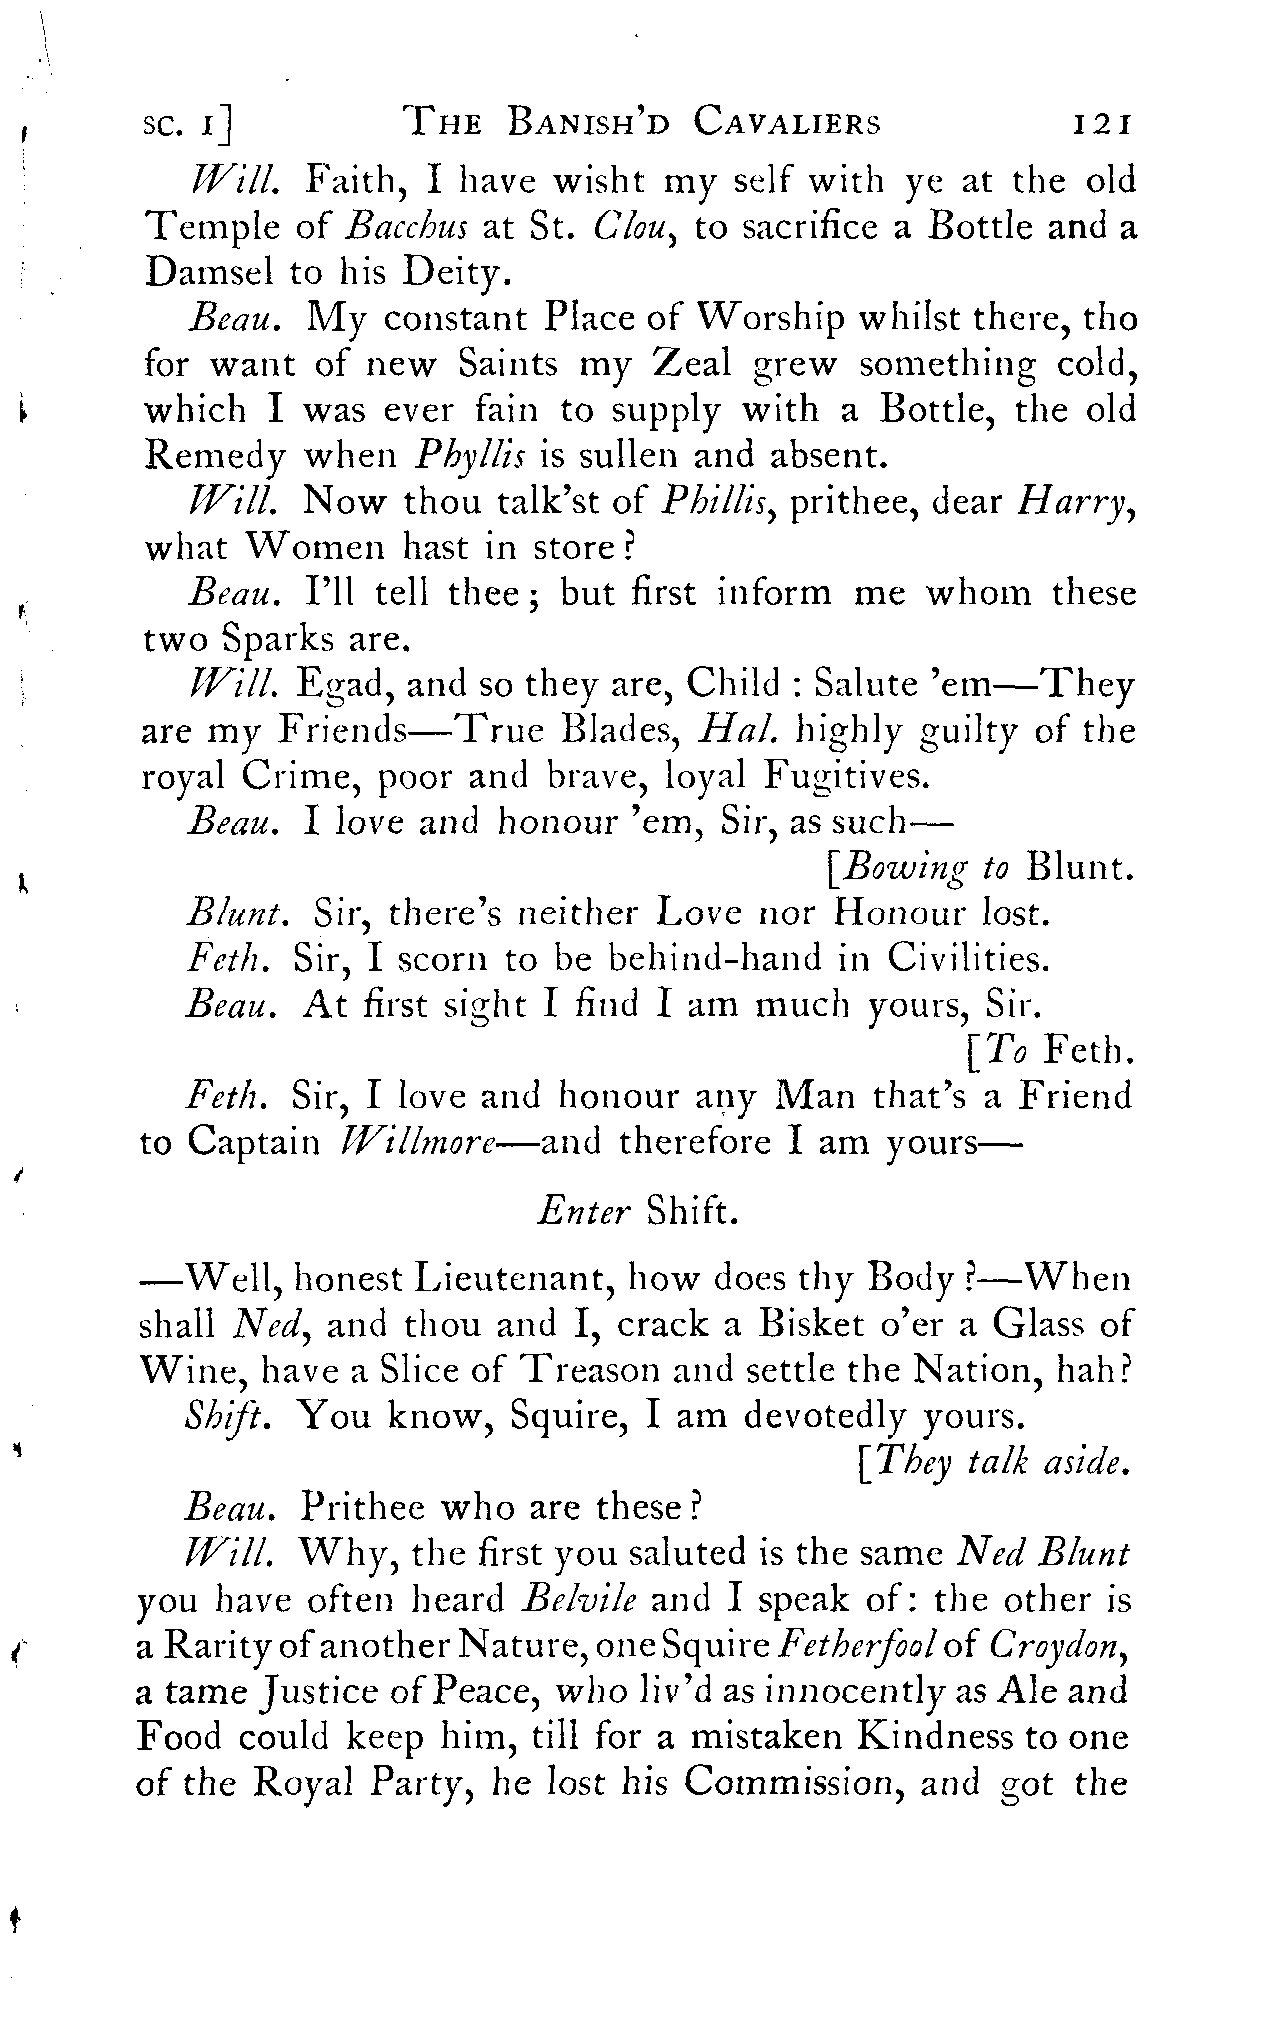 SC. I] THE BANISH'D CAVALIERS 121
Will. Faith, I have wisht my self with ye at the old
Temple of Bacchus at St. Clou, to sacrifice a Bottle and a
Damsel to his Deity.
Beau. My constant Place of Worship whilst there, tho
for want of new Saints my Zeal grew something cold,
which I was ever fain to supply with a Bottle, the old
Remedy when Phyllis is sullen and absent.
Will. Now thou talk'st of Phillis, prithee, dear Harry,
what Women hast in store?
Beau. I'll tell thee; but first inform me whom these
two Sparks are.
Will. Egad, and so they are, Child: Salute 'em—They
are my Friends—True Blades, Hal. highly guilty of the
royal Crime, poor and brave, loyal Fugitives.
Beau. I love and honour 'em, Sir, as such—
[Bowing to Blunt.
Blunt. Sir, there's neither Love nor Honour lost.
Feth. Sir, I scorn to be behind-hand in Civilities.
Beau. At first sight I find I am much yours, Sir.
[To Feth.
Feth. Sir, I love and honour any Man that's a Friend
to Captain Willmore—and therefore I am yours—
Enter Shift.
—Well, honest Lieutenant, how does thy Body?—When
shall Ned, and thou and I, crack a Bisket o'er a Glass of
Wine, have a Slice of Treason and settle the Nation, hah?
Shift. You know, Squire, I am devotedly yours.
[They talk aside.
Beau. Prithee who are these?
Will. Why, the first you saluted is the same Ned Blunt
you have often heard Belvile and I speak of: the other is
a Rarity of another Nature, one Squire Fetherfool of Croydon,
a tame Justice of Peace, who liv'd as innocently as Ale and
Food could keep him, till for a mistaken Kindness to one
of the Royal Party, he lost his Commission, and got the